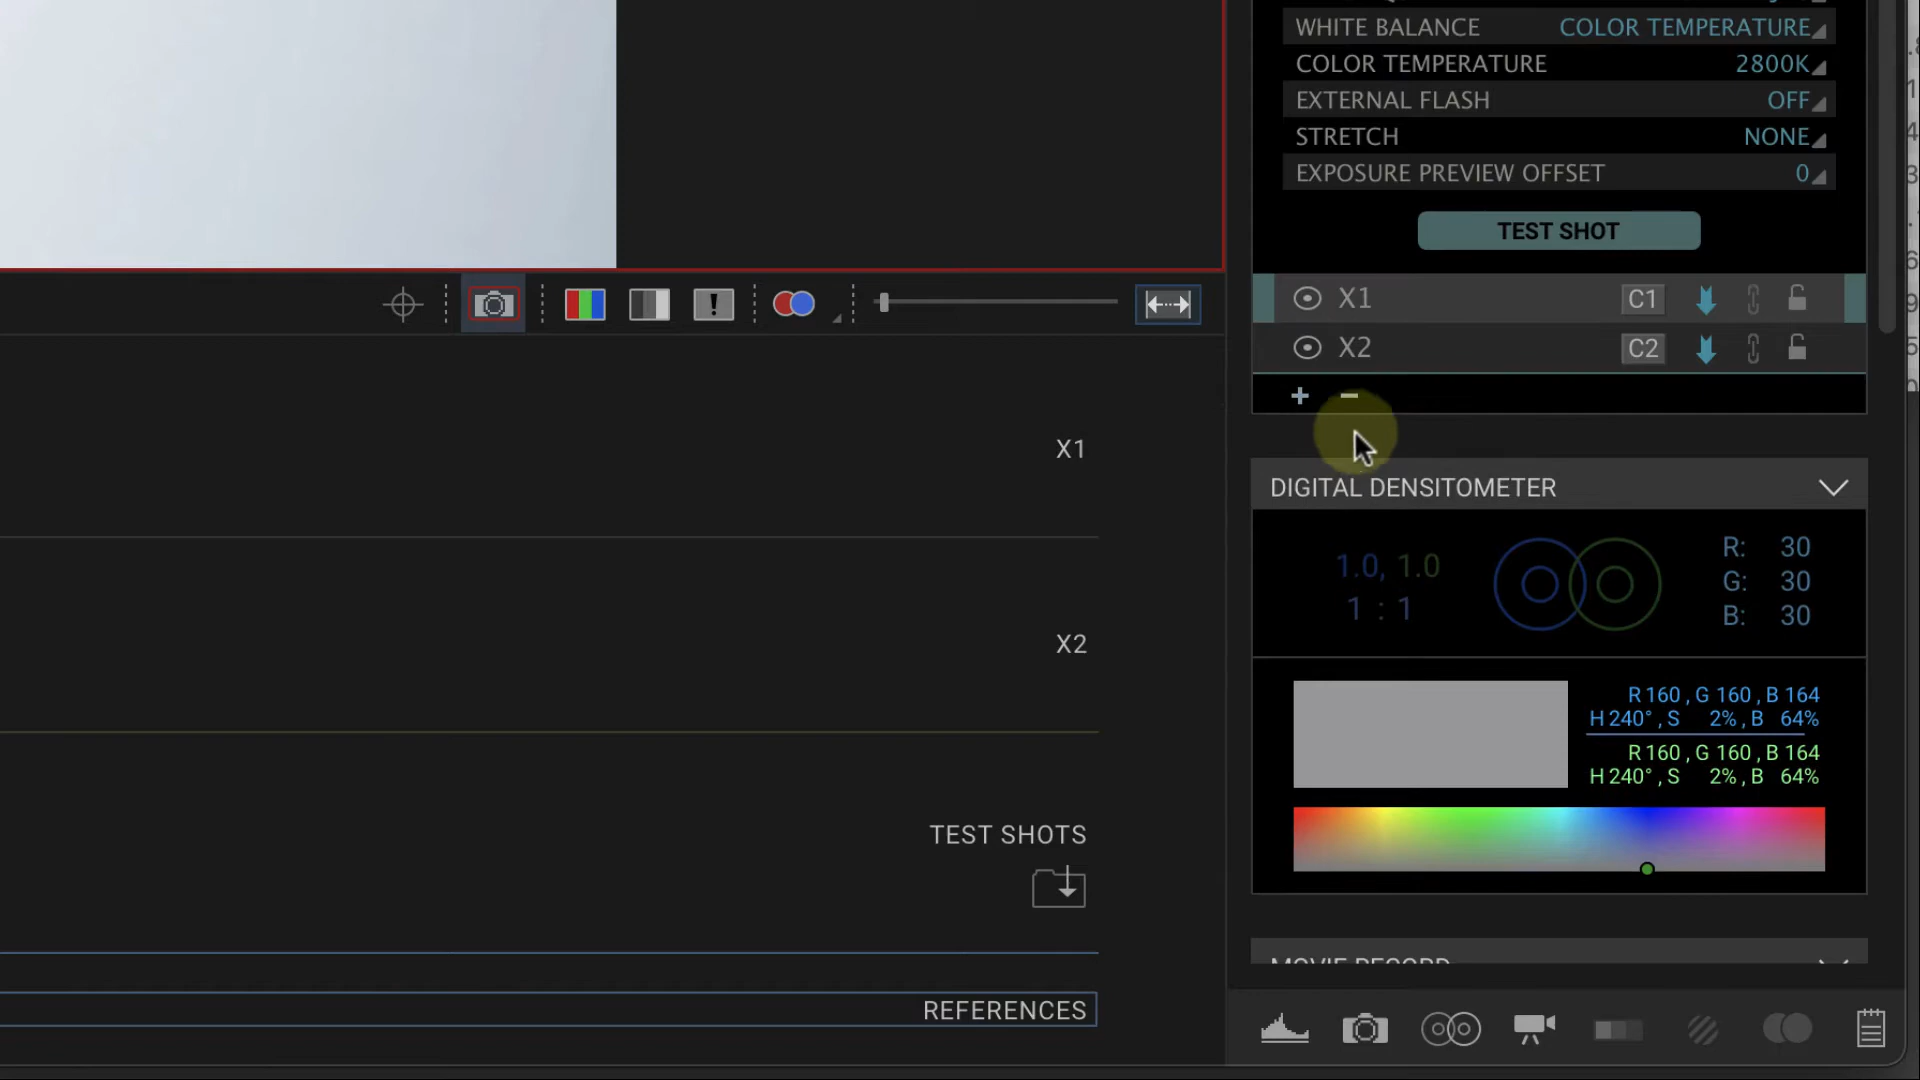 WHITE BALANCE COLOR TEMPERATURE
COLOR TEMPERATURE 2800K
EXTERNAL FLASH OFF
STRETCH NONE
EXPOSURE PREVIEW OFFSET 0
TEST SHOT
X1 C1
X2 C2
+ −
X1
X2
TEST SHOTS
REFERENCES
DIGITAL DENSITOMETER
1.0, 1.0
1 : 1
R: 30
G: 30
B: 30
R 160 , G 160 , B 164
H 240° , S 2% , B 64%
R 160 , G 160 , B 164
H 240° , S 2% , B 64%
MOVIE RECORD